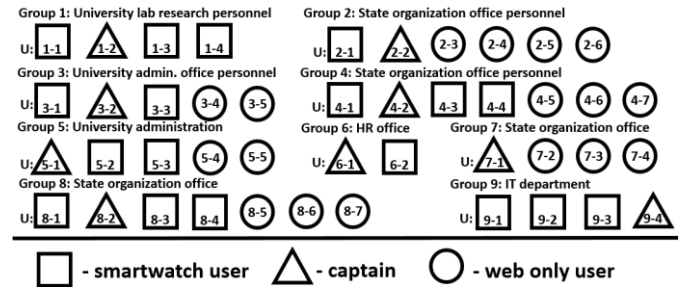 Group 1: University lab research personnel
U: 1-1 1-2 1-3 1-4
Group 2: State organization office personnel
U: 2-1 2-2 2-3 2-4 2-5 2-6
Group 3: University admin. office personnel
U: 3-1 3-2 3-3 3-4 3-5
Group 4: State organization office personnel
U: 4-1 4-2 4-3 4-4 4-5 4-6 4-7
Group 5: University administration
U: 5-1 5-2 5-3 5-4 5-5
Group 6: HR office
U: 6-1 6-2
Group 7: State organization office
U: 7-1 7-2 7-3 7-4
Group 8: State organization office
U: 8-1 8-2 8-3 8-4 8-5 8-6 8-7
Group 9: IT department
U: 9-1 9-2 9-3 9-4
- smartwatch user - captain - web only user